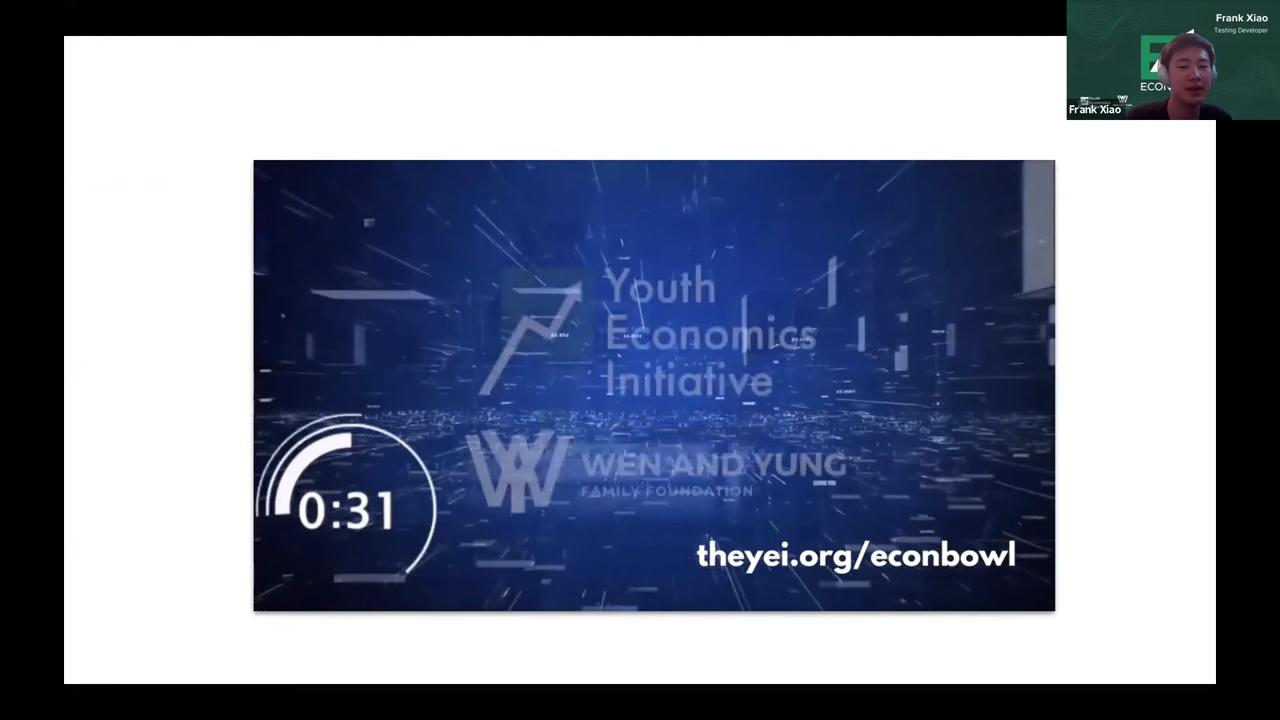 Frank Xiao
Testing Developer
ECON
Frank Xiao
Youth
Economics
Initiative
WEN AND YUNG
FAMILY FOUNDATION
0:31
theyei.org/econbowl